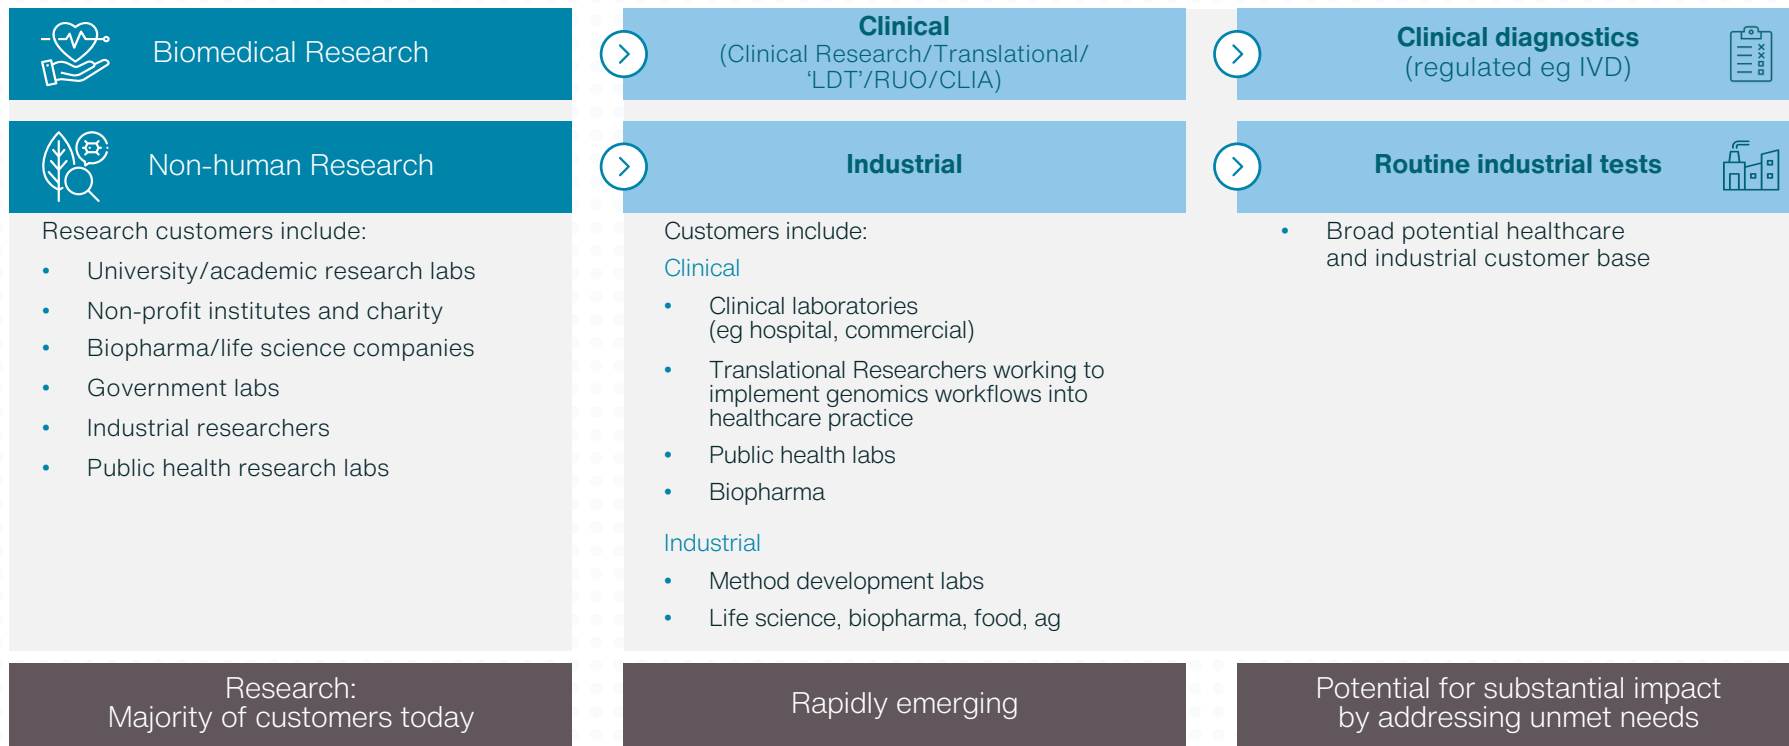 Biomedical Research
Non-human Research
Research customers include:
• University/academic research labs
• Non-profit institutes and charity
• Biopharma/life science companies
• Government labs
• Industrial researchers
• Public health research labs
Research:
Majority of customers today
Clinical
(Clinical Research/Translational/
‘LDT’/RUO/CLIA)
Industrial
Customers include:
Clinical
• Clinical laboratories
(eg hospital, commercial)
• Translational Researchers working to
implement genomics workflows into
healthcare practice
• Public health labs
• Biopharma
Industrial
• Method development labs
• Life science, biopharma, food, ag
Rapidly emerging
Clinical diagnostics
(regulated eg IVD)
Routine industrial tests
• Broad potential healthcare
and industrial customer base
Potential for substantial impact
by addressing unmet needs